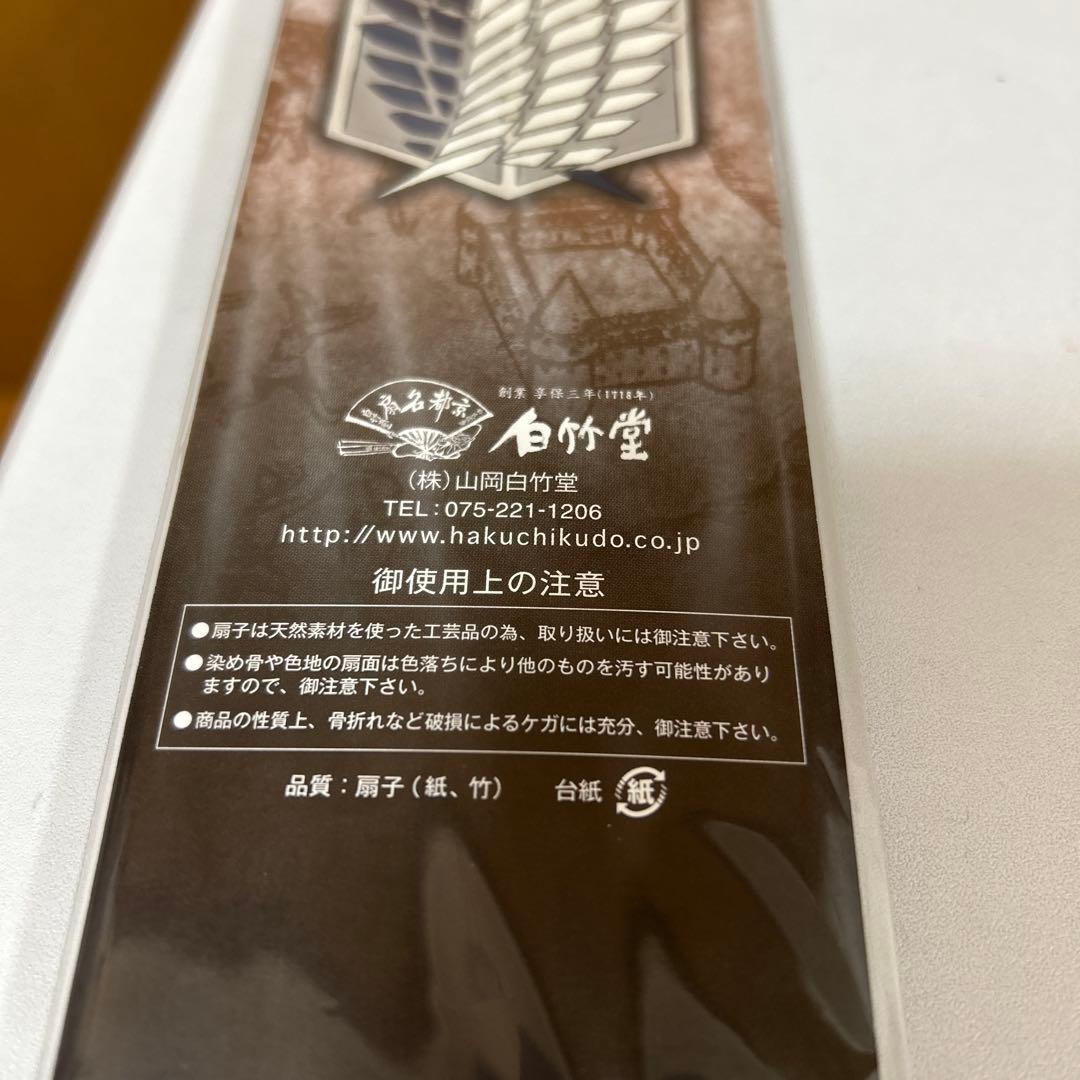 創業 享保三年(1718年)
扇名都京
白竹堂
(株)山岡白竹堂
TEL:075-221-1206
http://www.hakuchikudo.co.jp
御使用上の注意
●扇子は天然素材を使った工芸品の為、取り扱いには御注意下さい。
●染め骨や色地の扇面は色落ちにより他のものを汚す可能性があり
ますので、御注意下さい。
●商品の性質上、骨折れなど破損によるケガには充分、御注意下さい。
品質:扇子(紙、竹) 台紙 紙